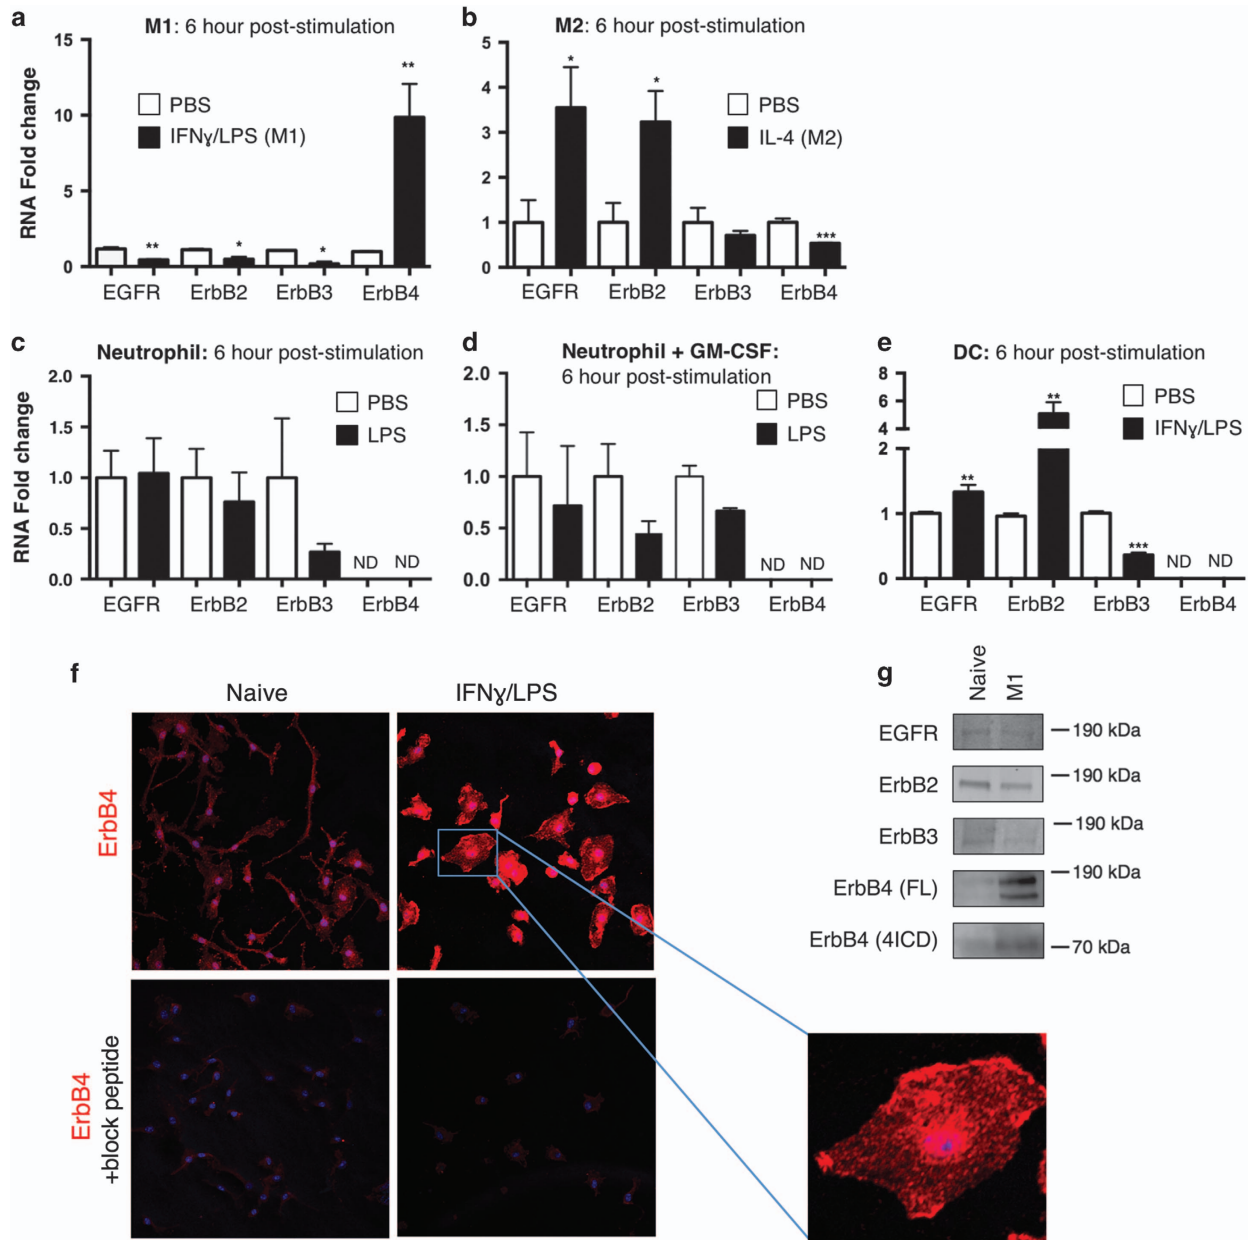 a
M1: 6 hour post-stimulation
RNA Fold change
15
10
5
0
PBS
IFNɣ/LPS (M1)
**
*
*
**
EGFR ErbB2 ErbB3 ErbB4
b
M2: 6 hour post-stimulation
5
4
3
2
1
0
PBS
IL-4 (M2)
*
*
***
EGFR ErbB2 ErbB3 ErbB4
c
Neutrophil: 6 hour post-stimulation
RNA Fold change
2.0
1.5
1.0
0.5
0.0
PBS
LPS
ND ND
EGFR ErbB2 ErbB3 ErbB4
d
Neutrophil + GM-CSF:
6 hour post-stimulation
2.0
1.5
1.0
0.5
0.0
PBS
LPS
ND ND
EGFR ErbB2 ErbB3 ErbB4
e
DC: 6 hour post-stimulation
8
6
4
2
1
0
PBS
IFNɣ/LPS
**
**
***
ND ND
EGFR ErbB2 ErbB3 ErbB4
f
Naive IFNɣ/LPS
ErbB4
ErbB4
+block peptide
g
Naive M1
EGFR 190 kDa
ErbB2 190 kDa
ErbB3 190 kDa
ErbB4 (FL) 190 kDa
ErbB4 (4ICD) 70 kDa